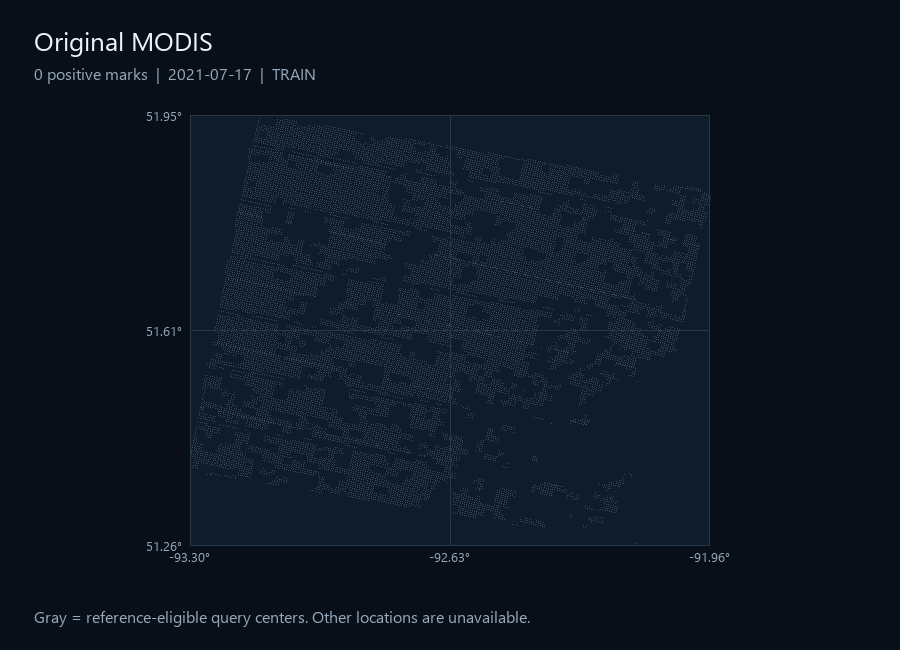 Original MODIS
0 positive marks | 2021-07-17 | TRAIN
51.95°
51.61°
51.26°
-93.30°
-92.63°
-91.96°
Gray = reference-eligible query centers. Other locations are unavailable.